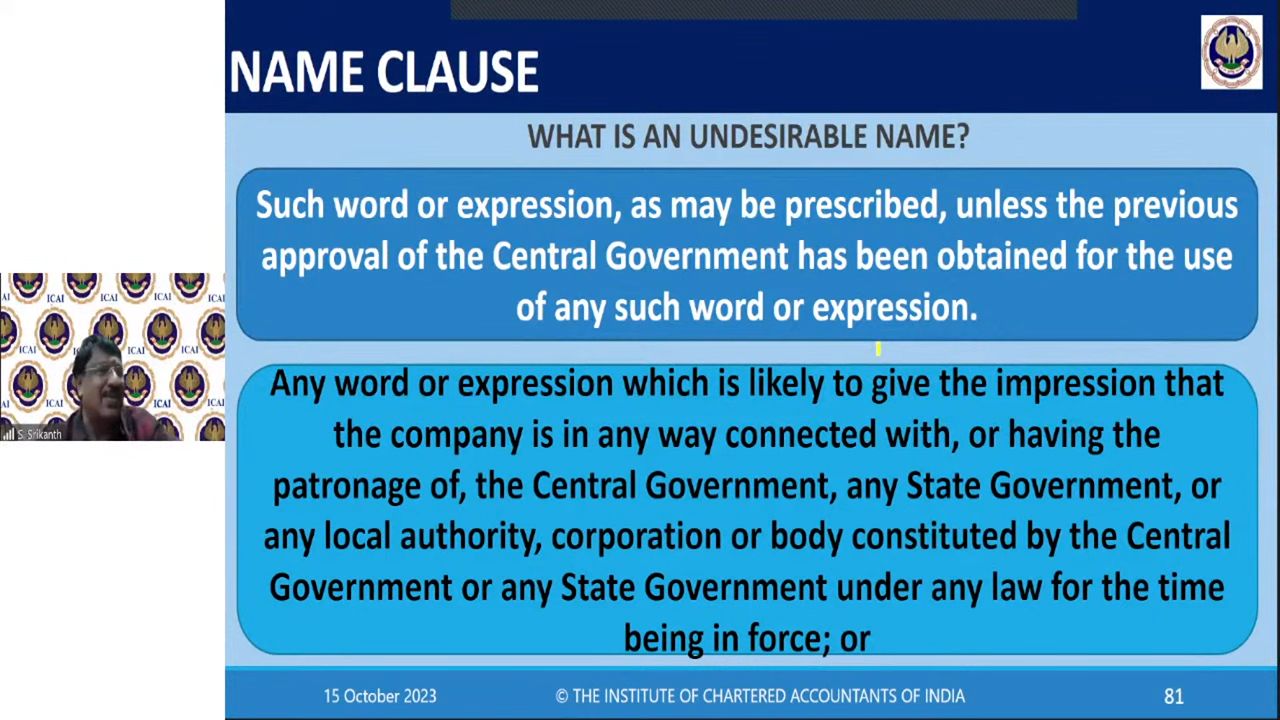 NAME CLAUSE
WHAT IS AN UNDESIRABLE NAME?
Such word or expression, as may be prescribed, unless the previous
approval of the Central Government has been obtained for the use
of any such word or expression.
Any word or expression which is likely to give the impression that
the company is in any way connected with, or having the
patronage of, the Central Government, any State Government, or
any local authority, corporation or body constituted by the Central
Government or any State Government under any law for the time
being in force; or
ICAI
ICAI
ICAI
S. Srikanth
15 October 2023
© THE INSTITUTE OF CHARTERED ACCOUNTANTS OF INDIA
81